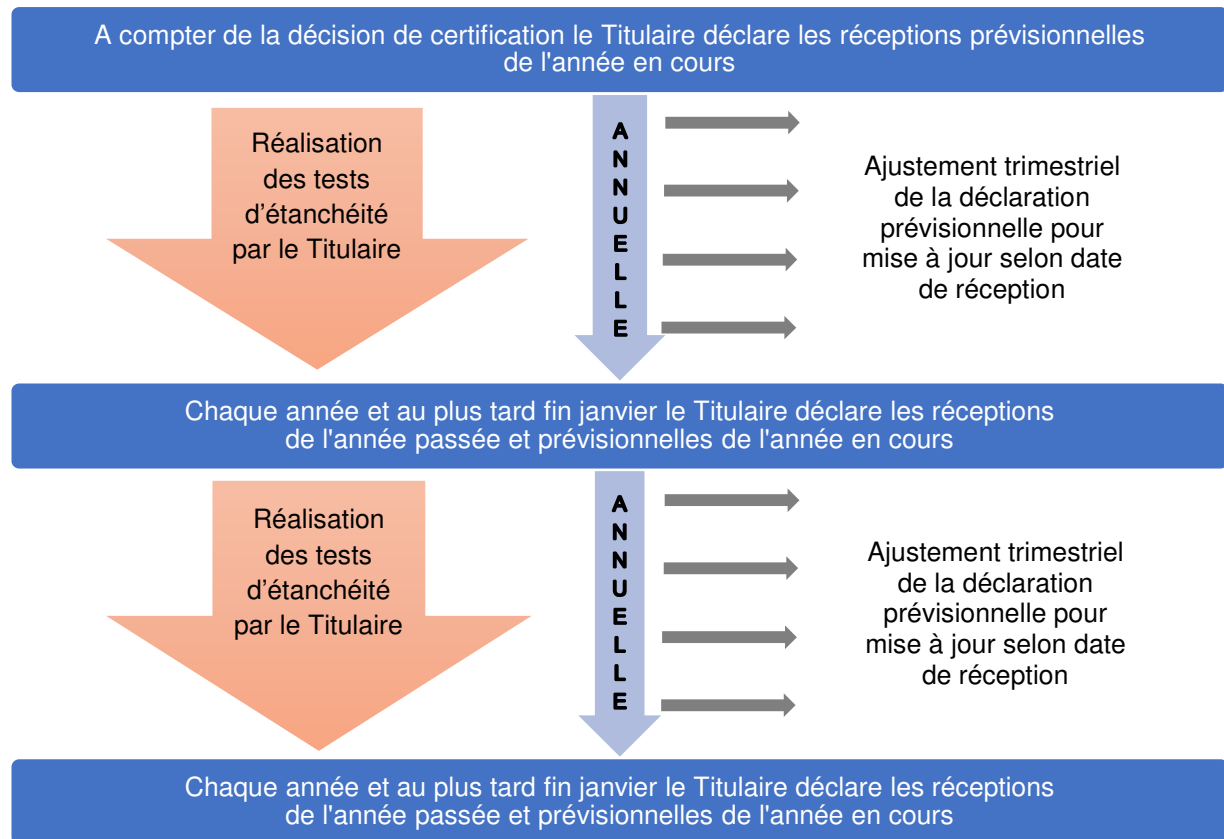 A compter de la décision de certification le Titulaire déclare les réceptions prévisionnelles
de l'année en cours
Réalisation
des tests
d'étanchéité
par le Titulaire
ANNUELLE
Ajustement trimestriel
de la déclaration
prévisionnelle pour
mise à jour selon date
de réception
Chaque année et au plus tard fin janvier le Titulaire déclare les réceptions
de l'année passée et prévisionnelles de l'année en cours
Réalisation
des tests
d'étanchéité
par le Titulaire
ANNUELLE
Ajustement trimestriel
de la déclaration
prévisionnelle pour
mise à jour selon date
de réception
Chaque année et au plus tard fin janvier le Titulaire déclare les réceptions
de l'année passée et prévisionnelles de l'année en cours